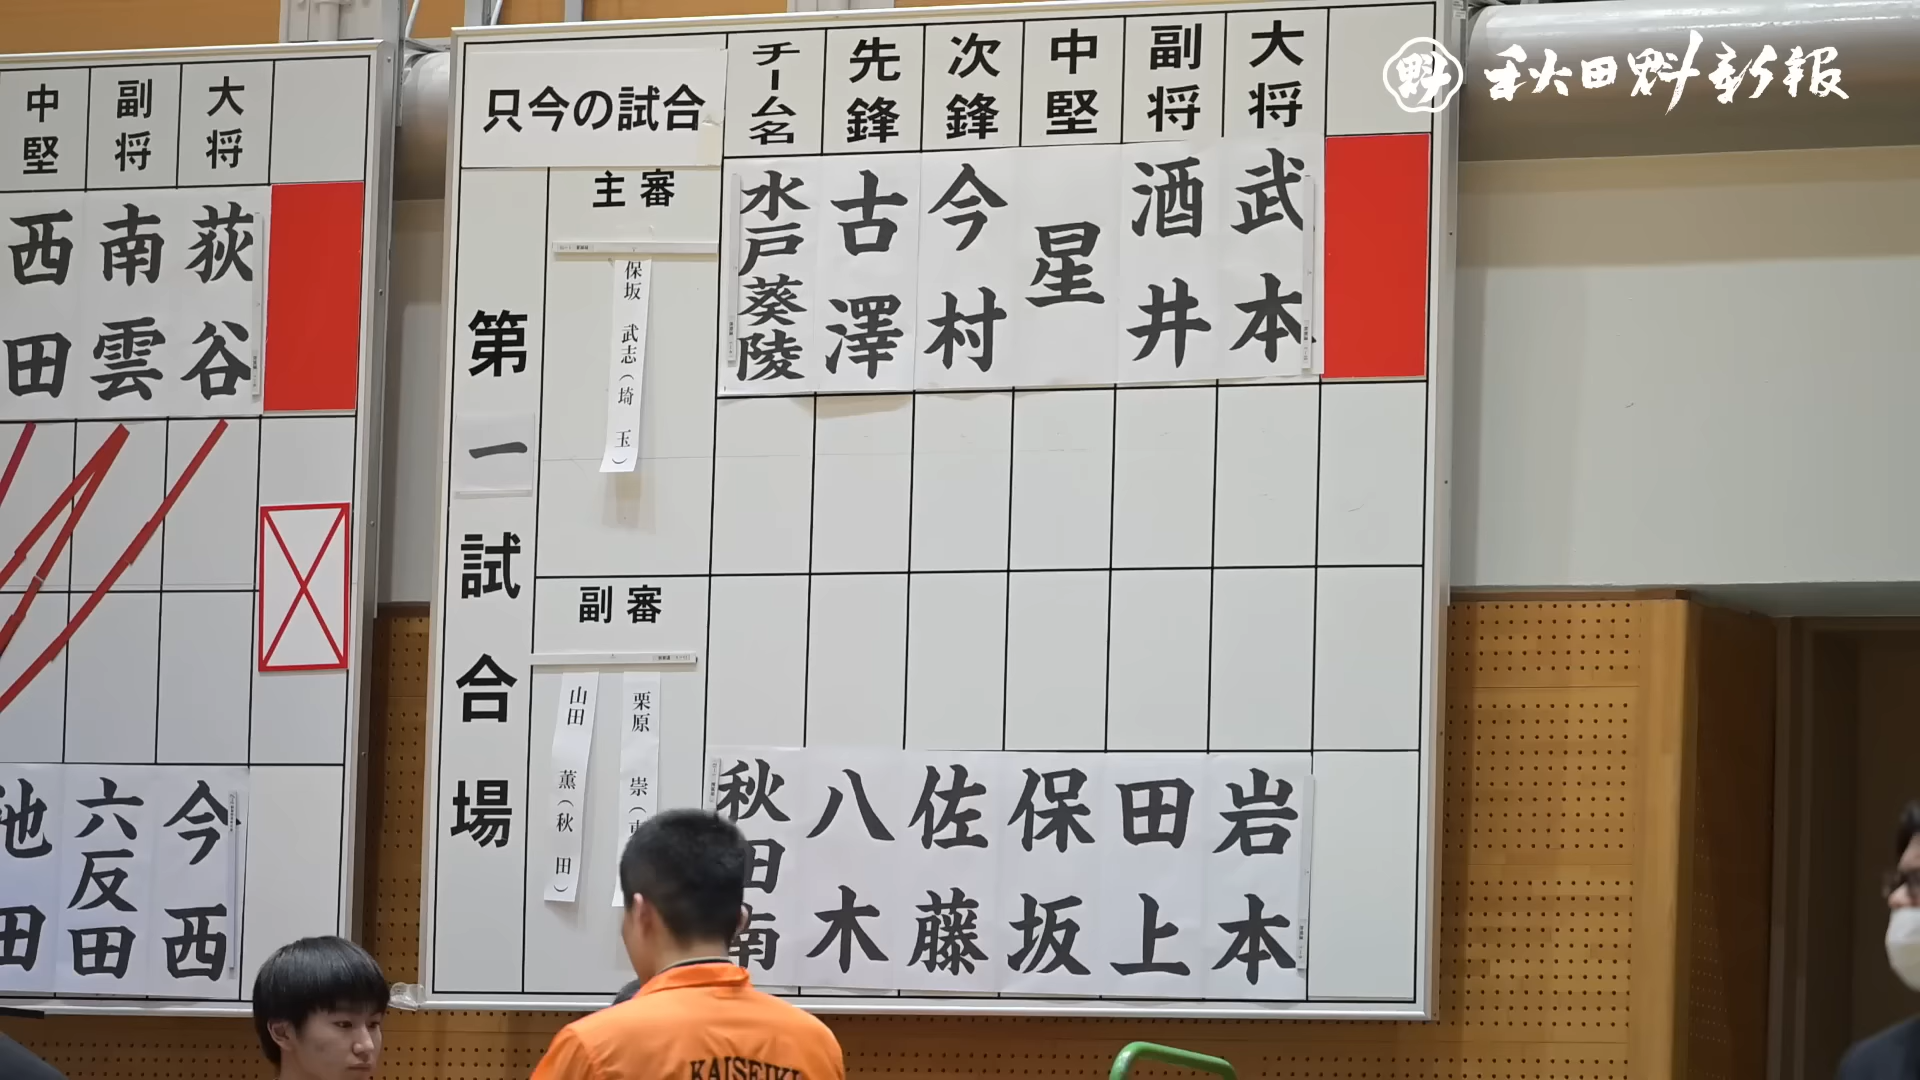 秋田魁新報
中堅
副将
大将
西田
南雲
荻谷
池田
六反田
今西
只今の試合
チーム名
先鋒
次鋒
中堅
副将
大将
第一試合場
主審
保坂 武志(埼玉)
副審
山田 薫(秋田)
栗原 崇(
水戸葵陵
古澤
今村
星
酒井
武本
秋田南
八木
佐藤
保坂
田上
岩本
KAISEIKI